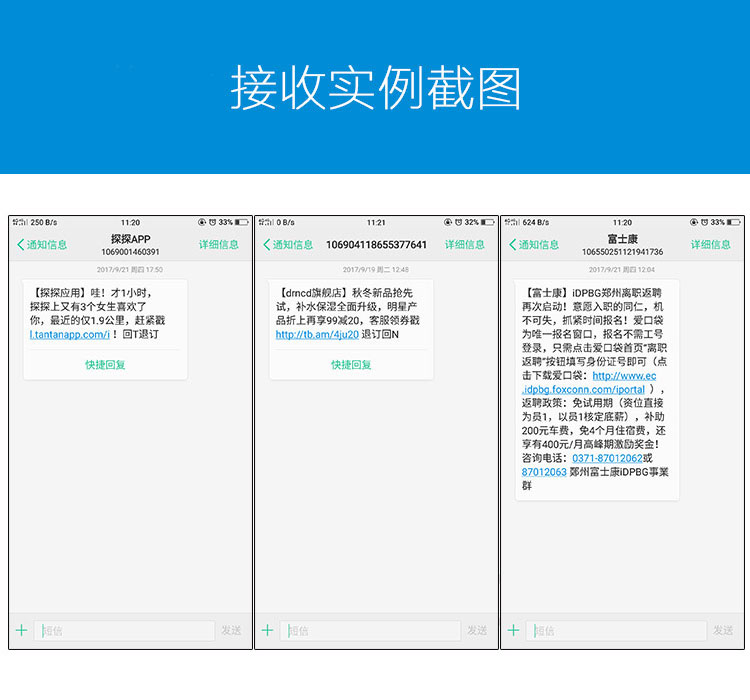 接收实例截图
250 B/s 11:20 33%
通知信息 探探APP 详细信息
1069001460391
2017/9/21 周四 17:50
【探探应用】哇！才1小时，
探探上又有3个女生喜欢了
你，最近的仅1.9公里，赶紧戳
l.tantanapp.com/i！回T退订
快捷回复
短信 发送
0 B/s 11:21 32%
通知信息 106904118655377641 详细信息
2017/9/19 周二 12:48
【drncd旗舰店】秋冬新品抢先
试，补水保湿全面升级，明星产
品折上再享99减20，客服领券戳
http://tb.am/4ju20 退订回N
快捷回复
短信 发送
624 B/s 11:20 33%
通知信息 富士康 详细信息
10655025112194​1736
2017/9/21 周四 12:04
【富士康】iDPBG郑州离职返聘
再次启动！意愿入职的同仁，机
不可失，抓紧时间报名！爱口袋
为唯一报名窗口，报名不需工号
登录，只需点击爱口袋首页“离职
返聘”按钮填写身份证号即可（点
击下载爱口袋：http://www.ec
.idpbg.foxconn.com/iportal ），
返聘政策：免试用期（资位直接
为员1，以员1核定底薪），补助
200元车费，免4个月住宿费，还
享有400元/月高峰期激励奖金！
咨询电话：0371-87012062或
87012063 郑州富士康iDPBG事業
群
短信 发送